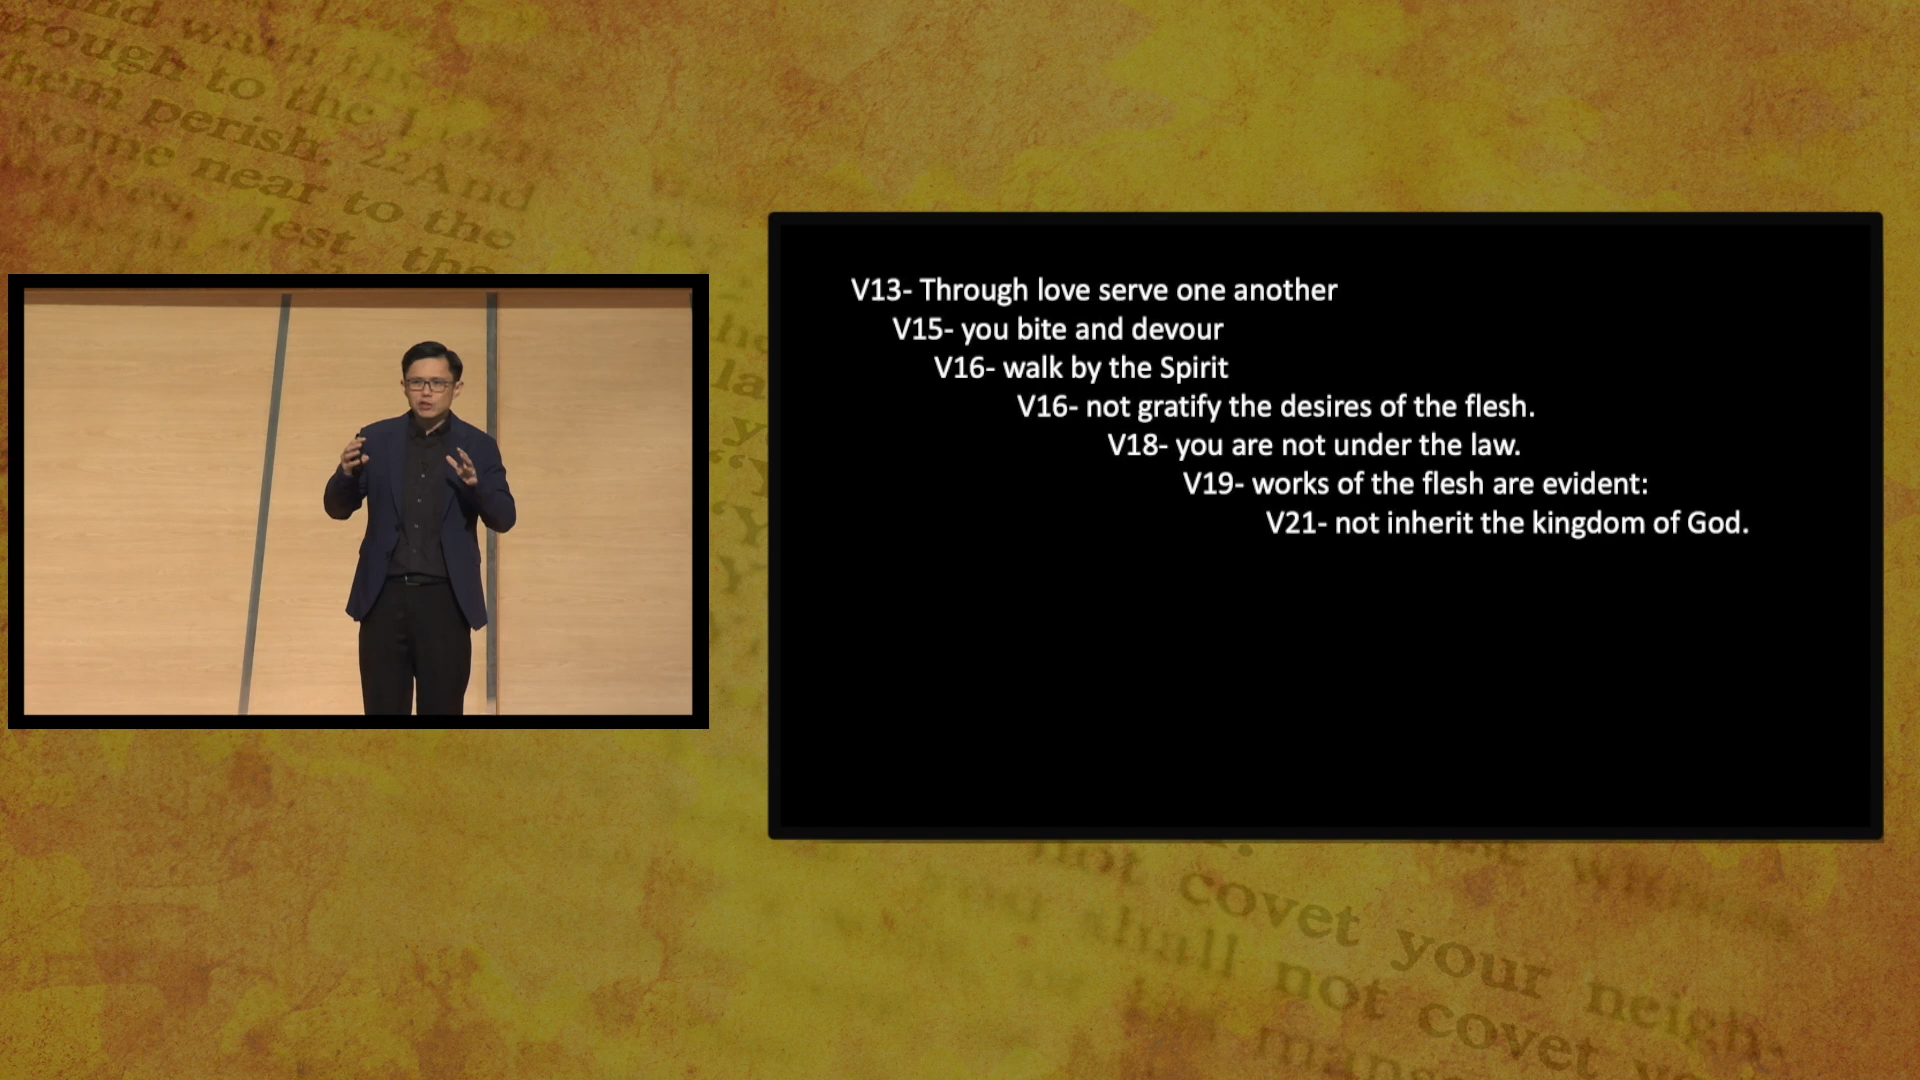 rough to the
them perish. 22 And
come near to the
lest the
V13- Through love serve one another
V15- you bite and devour
V16- walk by the Spirit
V16- not gratify the desires of the flesh.
V18- you are not under the law.
V19- works of the flesh are evident:
V21- not inherit the kingdom of God.
not covet your neigh
shall not covet